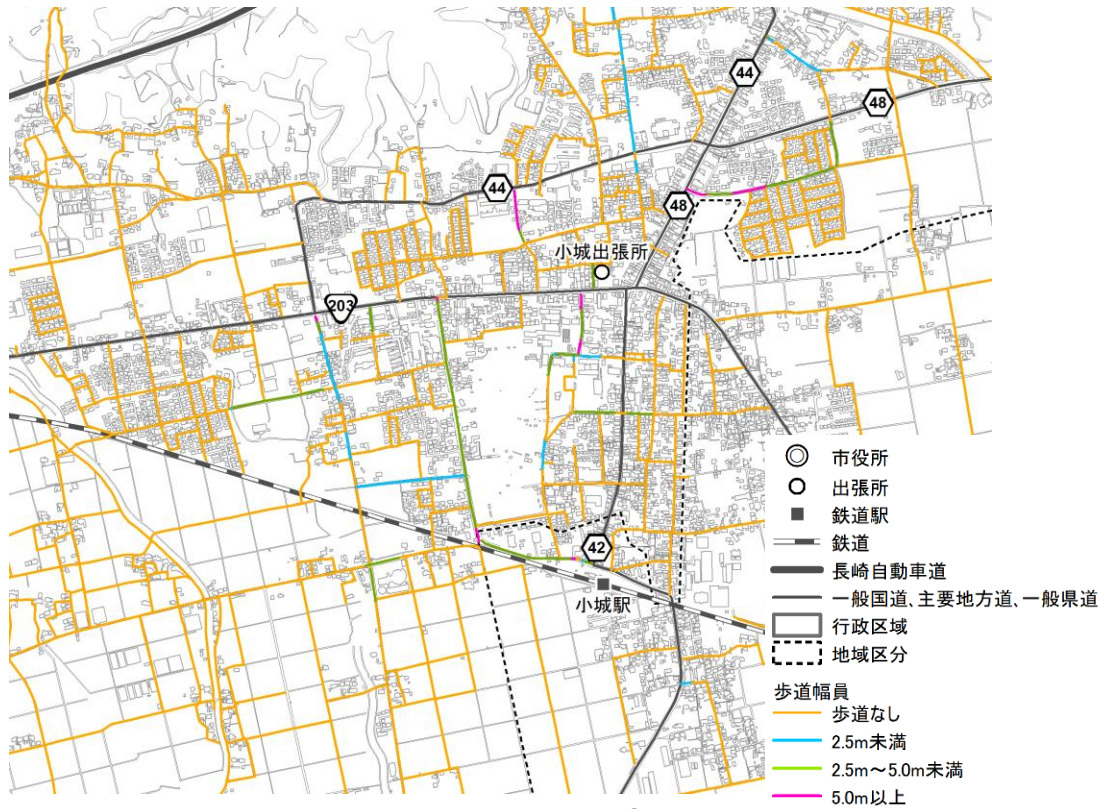 44
48
44
48
小城出張所
203
42
小城駅
市役所
出張所
鉄道駅
鉄道
長崎自動車道
一般国道、主要地方道、一般県道
行政区域
地域区分
歩道幅員
歩道なし
2.5m未満
2.5m～5.0m未満
5.0m以上